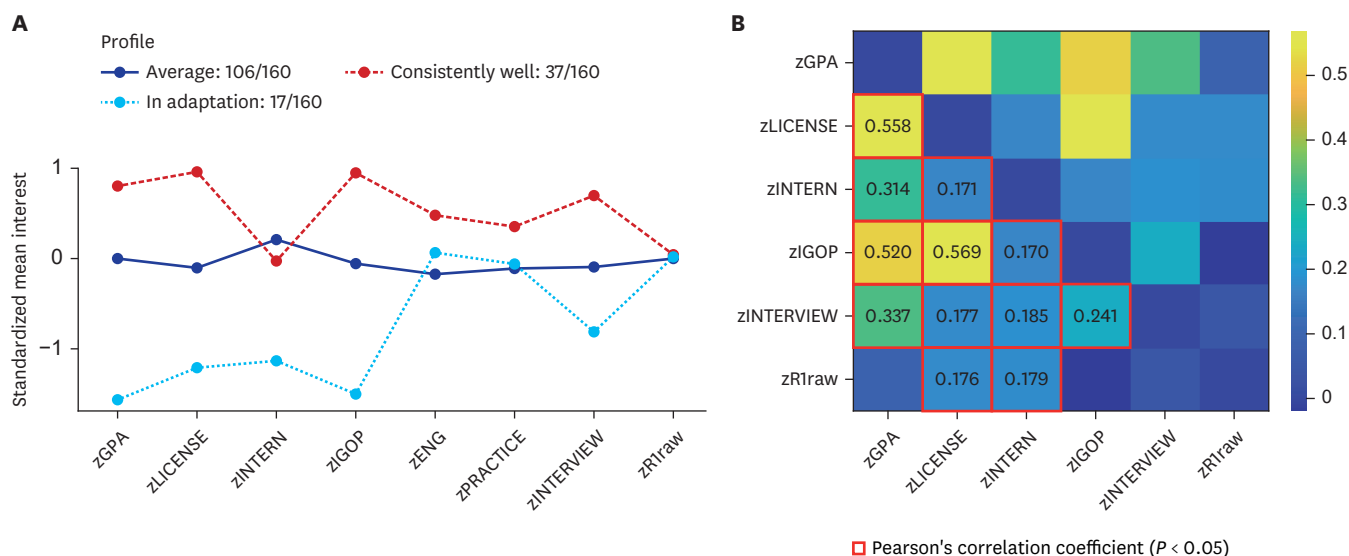 A
Profile
Average: 106/160
Consistently well: 37/160
In adaptation: 17/160
Standardized mean interest
1
0
−1
zGPA
zLICENSE
zINTERN
zIGOP
zENG
zPRACTICE
zINTERVIEW
zR1raw
B
zGPA
zLICENSE 0.558
zINTERN 0.314 0.171
zIGOP 0.520 0.569 0.170
zINTERVIEW 0.337 0.177 0.185 0.241
zR1raw 0.176 0.179
zGPA
zLICENSE
zINTERN
zIGOP
zINTERVIEW
zR1raw
0.5
0.4
0.3
0.2
0.1
0
Pearson's correlation coefficient (P < 0.05)